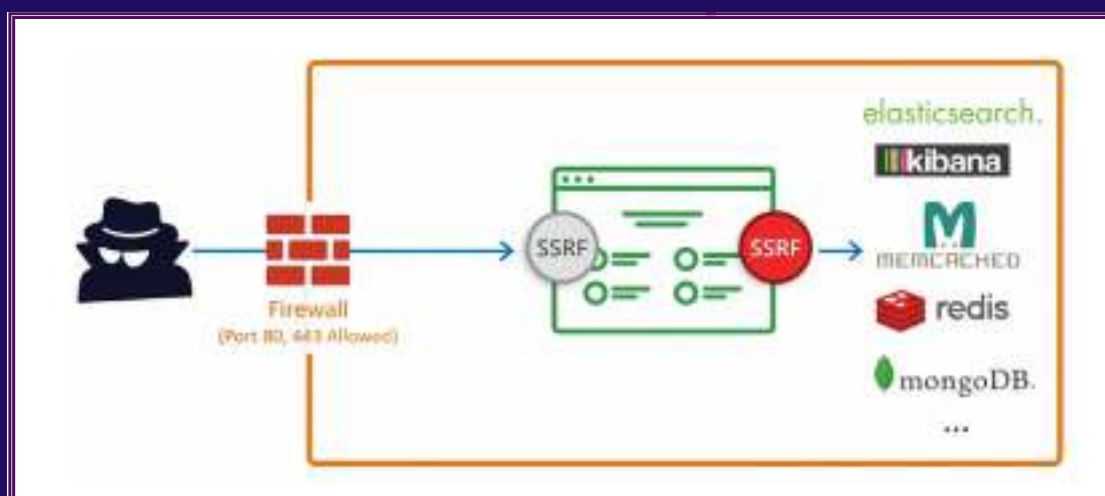 elasticsearch.
kibana
MEMCACHED
redis
mongoDB.
...
SSRF
SSRF
Firewall
(Port 80, 443 Allowed)